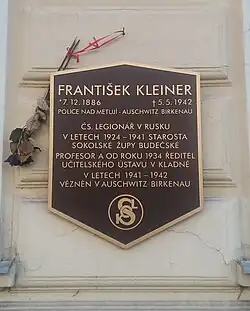 FRANTIŠEK KLEINER
*7.12.1886 †5.5.1942
POLICE NAD METUJÍ - AUSCHWITZ BIRKENAU
ČS. LEGIONÁŘ V RUSKU
V LETECH 1924 – 1941 STAROSTA
SOKOLSKÉ ŽUPY BUDEČSKÉ
PROFESOR A OD ROKU 1934 ŘEDITEL
UČITELSKÉHO ÚSTAVU V KLADNĚ
V LETECH 1941 – 1942
VĚZNĚN V AUSCHWITZ BIRKENAU